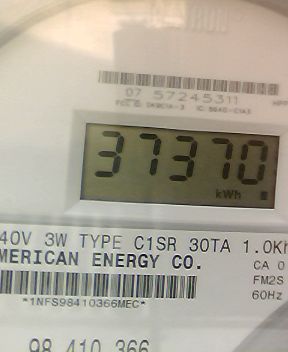 07 57245311
37370
kWh
40V 3W TYPE C1SR 30TA 1.0Kh
MERICAN ENERGY CO.
CA 0
FM2S
60Hz
*1NFS98410366MEC*
98 410 366